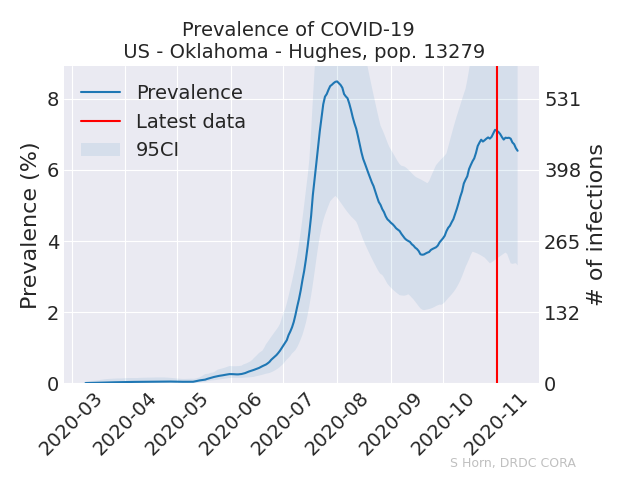 Prevalence of COVID-19
US - Oklahoma - Hughes, pop. 13279
Prevalence
Latest data
95CI
Prevalence (%)
8
6
4
2
0
531
398
265
132
0
# of infections
2020-03
2020-04
2020-05
2020-06
2020-07
2020-08
2020-09
2020-10
2020-11
S Horn, DRDC CORA